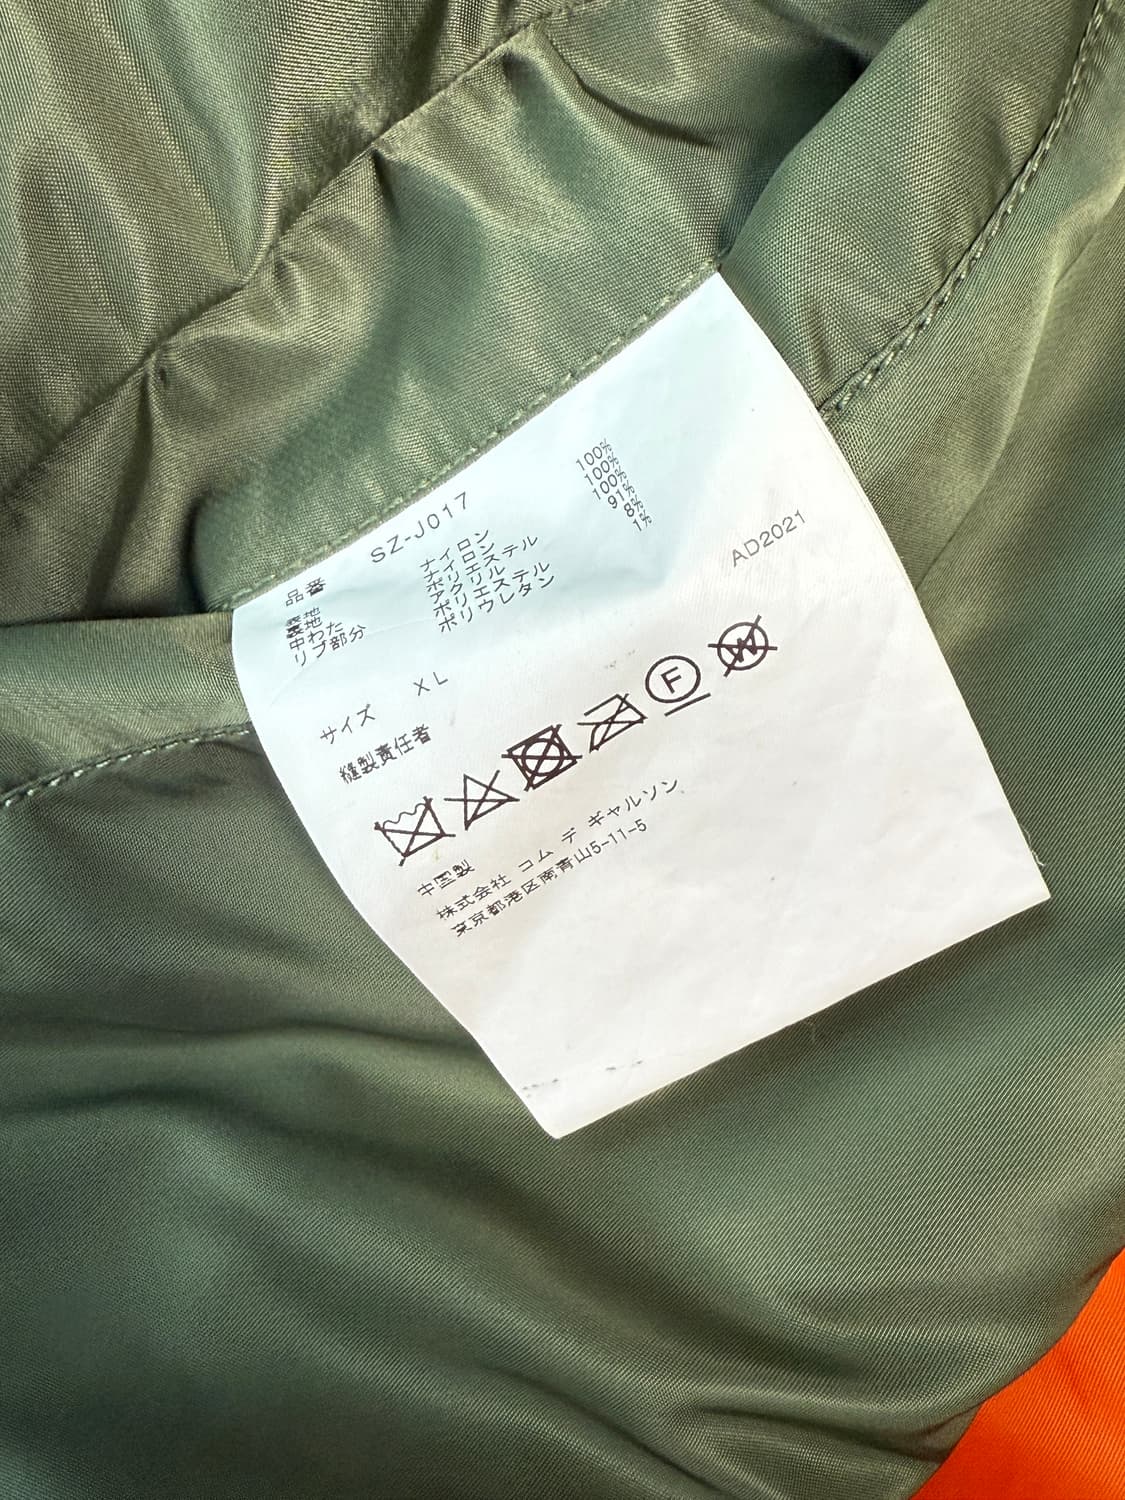 品番 SZ-J017
表地 ナイロン 100%
裏地 ナイロン 100%
中わた ポリエステル 100%
リブ部分 アクリル 91%
ポリエステル 8%
ポリウレタン 1%
AD2021
サイズ XL
縫製責任者
F
W
中国製
株式会社 コム デ ギャルソン
東京都港区南青山5-11-5